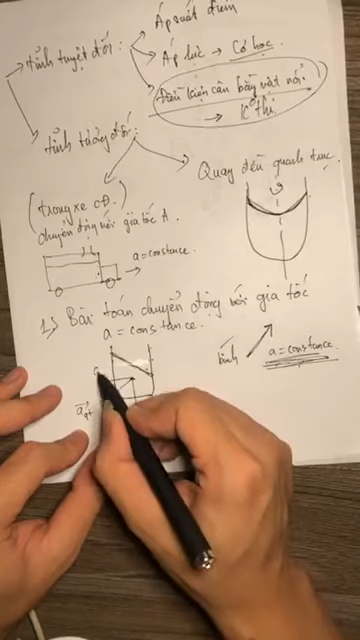 Áp suất điểm
tĩnh tuyệt đối :
Áp lực → Cơ học.
Điều kiện cân bằng vật nổi.
→ K° thi
tĩnh tương đối :
Quay đều quanh trục.
(trong xe CĐ.)
chuyển động với gia tốc A.
a = constance.
1.) Bài toán chuyển động với gia tốc
a = constance.
bình
a = constance.